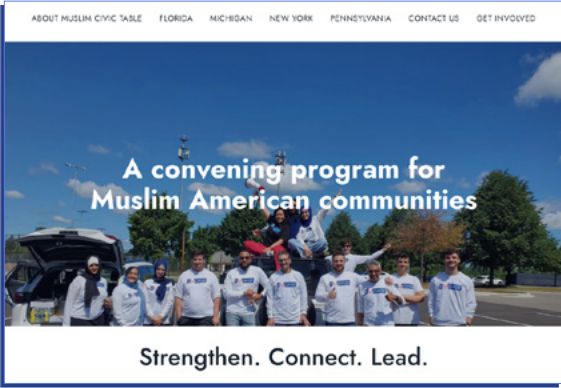 ABOUT MUSLIM CIVIC TABLE FLORIDA MICHIGAN NEW YORK PENNSYLVANIA CONTACT US GET INVOLVED
A convening program for
Muslim American communities
Strengthen. Connect. Lead.